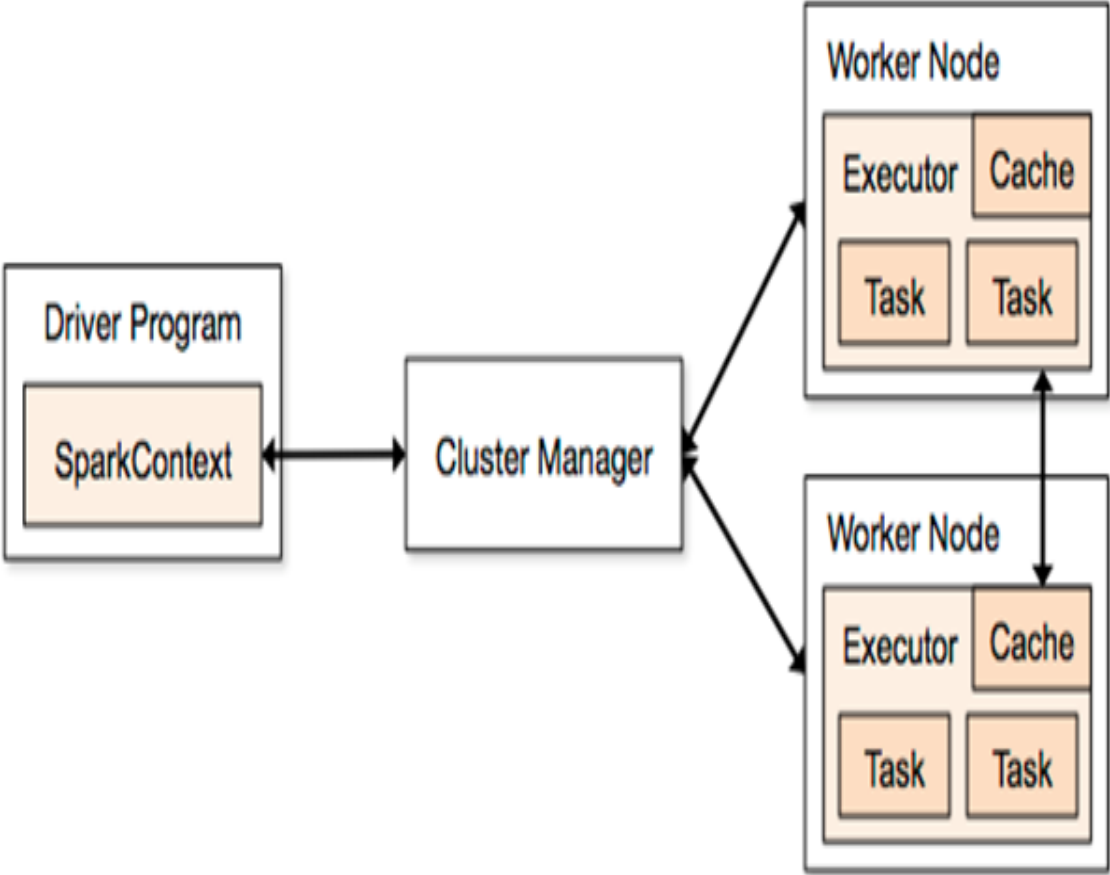 Driver Program
SparkContext
Cluster Manager
Worker Node
Executor
Cache
Task
Task
Worker Node
Executor
Cache
Task
Task